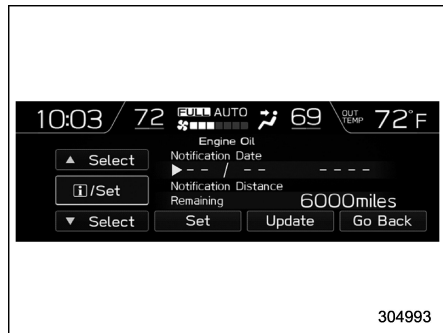 10:03 72 FULL AUTO 69 OUT TEMP 72°F
Engine Oil
▲ Select
Notification Date
▶-- / -- ----
i/Set
Notification Distance
Remaining 6000miles
▼ Select Set Update Go Back
304993